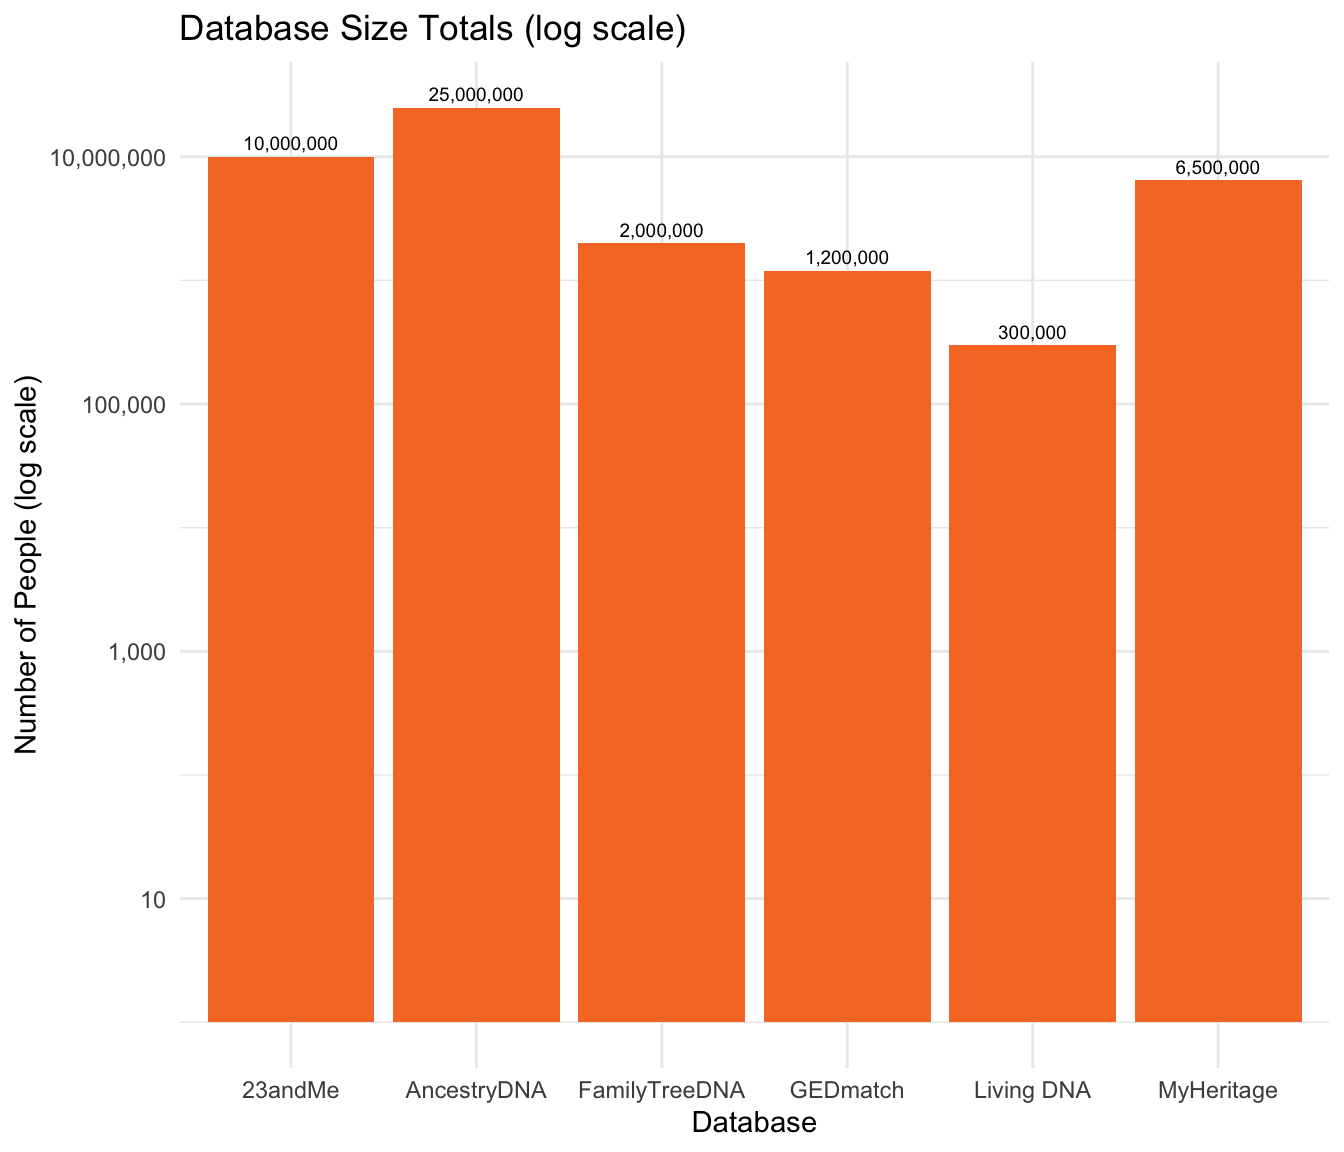 Database Size Totals (log scale)
25,000,000
10,000,000
6,500,000
2,000,000
1,200,000
300,000
10,000,000
100,000
1,000
10
Number of People (log scale)
23andMe
AncestryDNA
FamilyTreeDNA
GEDmatch
Living DNA
MyHeritage
Database